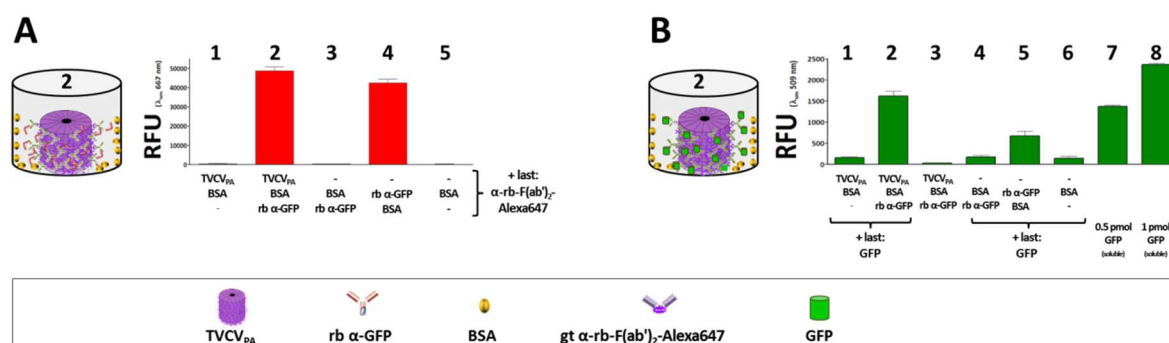 A
2
RFU (λem 667 nm)
50000
40000
30000
20000
10000
0
1 2 3 4 5
TVCVPA TVCVPA - - -
BSA BSA BSA rb α-GFP BSA
- rb α-GFP rb α-GFP BSA -
+ last:
α-rb-F(ab')2-
Alexa647
B
2
RFU (λem 509 nm)
2500
2000
1500
1000
500
0
1 2 3 4 5 6 7 8
TVCVPA TVCVPA TVCVPA - - -
BSA BSA BSA BSA rb α-GFP BSA
- rb α-GFP rb α-GFP rb α-GFP BSA -
+ last:
GFP
+ last:
GFP
0.5 pmol
GFP
(soluble)
1 pmol
GFP
(soluble)
TVCVPA rb α-GFP BSA gt α-rb-F(ab')2-Alexa647 GFP